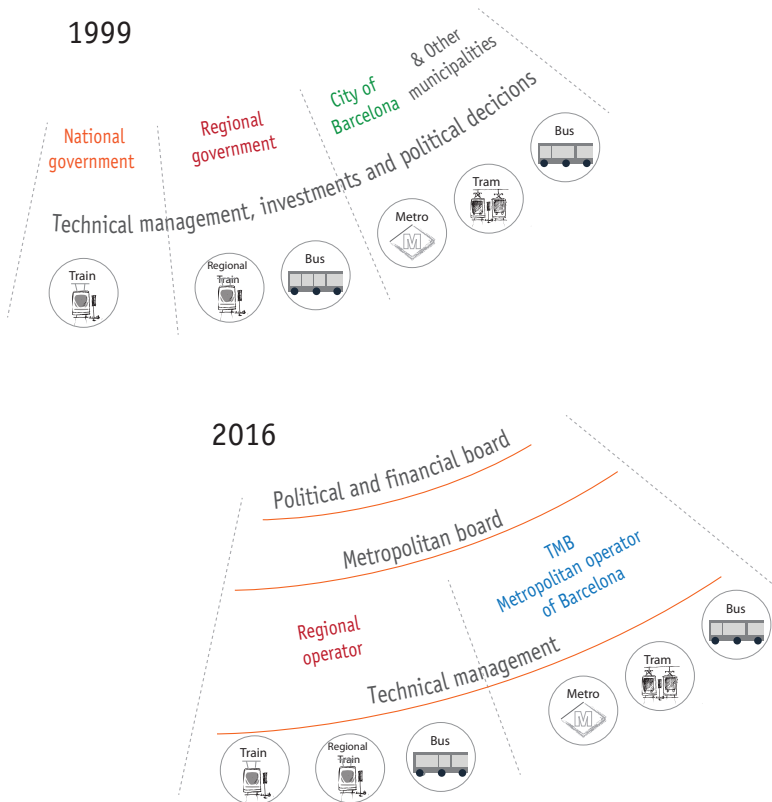 1999
National
government
Regional
government
City of
Barcelona
& Other
municipalities
Technical management, investments and political decicions
Train
Regional
Train
Bus
Metro
M
Tram
Bus
2016
Political and financial board
Metropolitan board
Regional
operator
TMB
Metropolitan operator
of Barcelona
Technical management
Train
Regional
Train
Bus
Metro
M
Tram
Bus